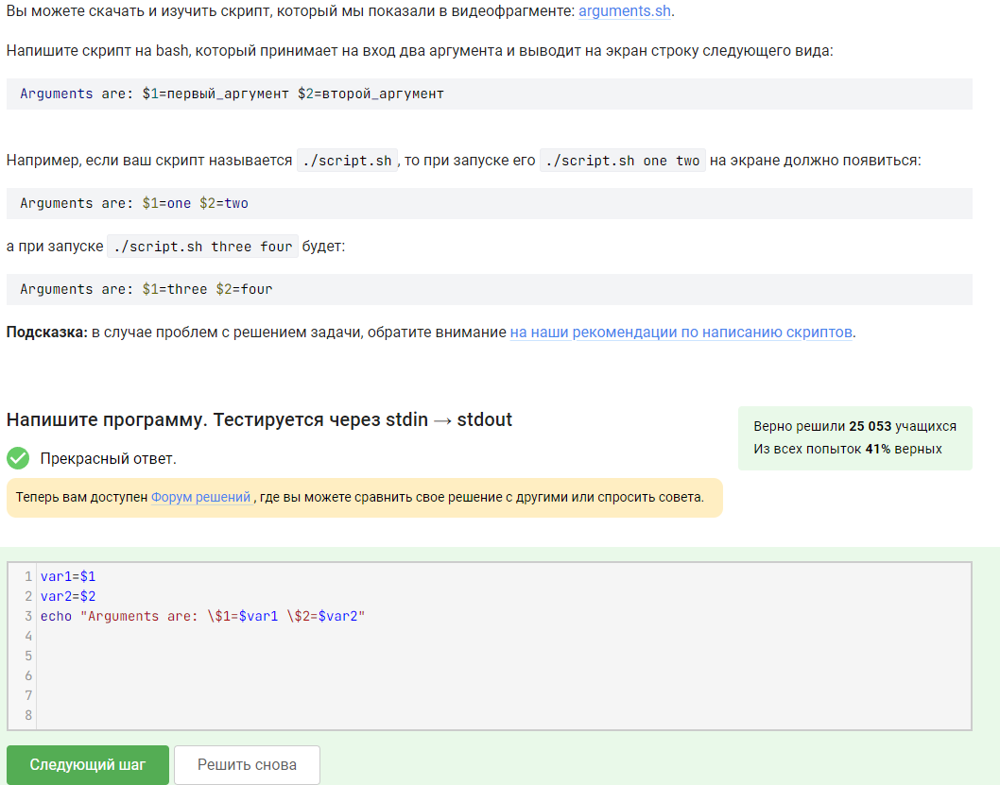 Вы можете скачать и изучить скрипт, который мы показали в видеофрагменте: arguments.sh.
Напишите скрипт на bash, который принимает на вход два аргумента и выводит на экран строку следующего вида:
Arguments are: $1=первый_аргумент $2=второй_аргумент
Например, если ваш скрипт называется ./script.sh , то при запуске его ./script.sh one two на экране должно появиться:
Arguments are: $1=one $2=two
а при запуске ./script.sh three four будет:
Arguments are: $1=three $2=four
Подсказка: в случае проблем с решением задачи, обратите внимание на наши рекомендации по написанию скриптов.
Напишите программу. Тестируется через stdin → stdout
Верно решили 25 053 учащихся
Из всех попыток 41% верных
Прекрасный ответ.
Теперь вам доступен Форум решений , где вы можете сравнить свое решение с другими или спросить совета.
1 var1=$1
2 var2=$2
3 echo "Arguments are: \$1=$var1 \$2=$var2"
4
5
6
7
8
Следующий шаг Решить снова